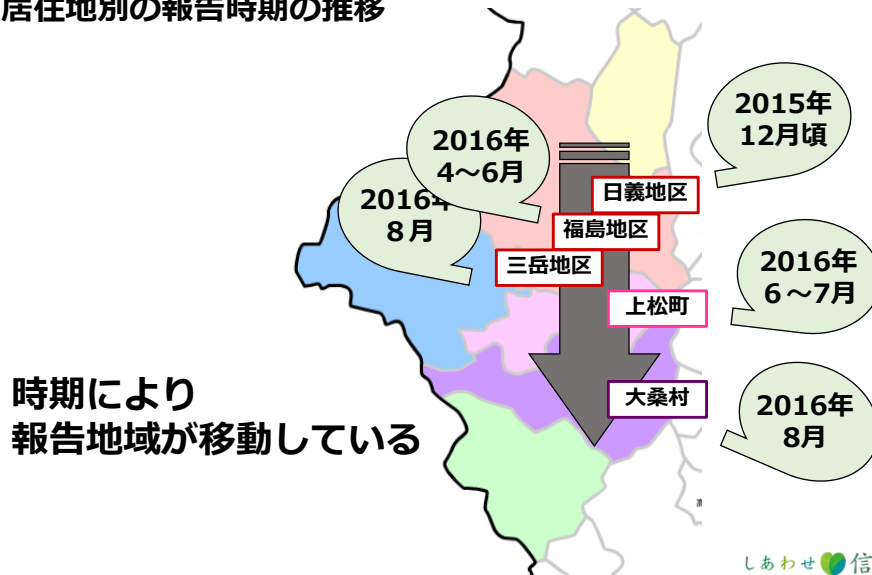 居住地別の報告時期の推移
2015年
12月頃
2016年
4～6月
2016年
8月
日義地区
福島地区
三岳地区
2016年
6～7月
上松町
大桑村
2016年
8月
時期により
報告地域が移動している
しあわせ信